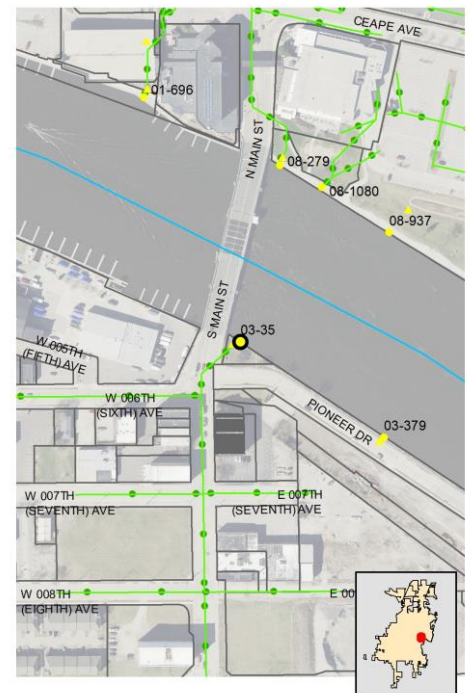 CEAPE AVE
01-696
N MAIN ST
08-279
08-1080
08-937
S MAIN ST
03-35
W 005TH
(FIFTH) AVE
W 006TH
(SIXTH) AVE
PIONEER DR
03-379
W 007TH
(SEVENTH) AVE
E 007TH
(SEVENTH) AVE
W 008TH
(EIGHTH) AVE
E 00